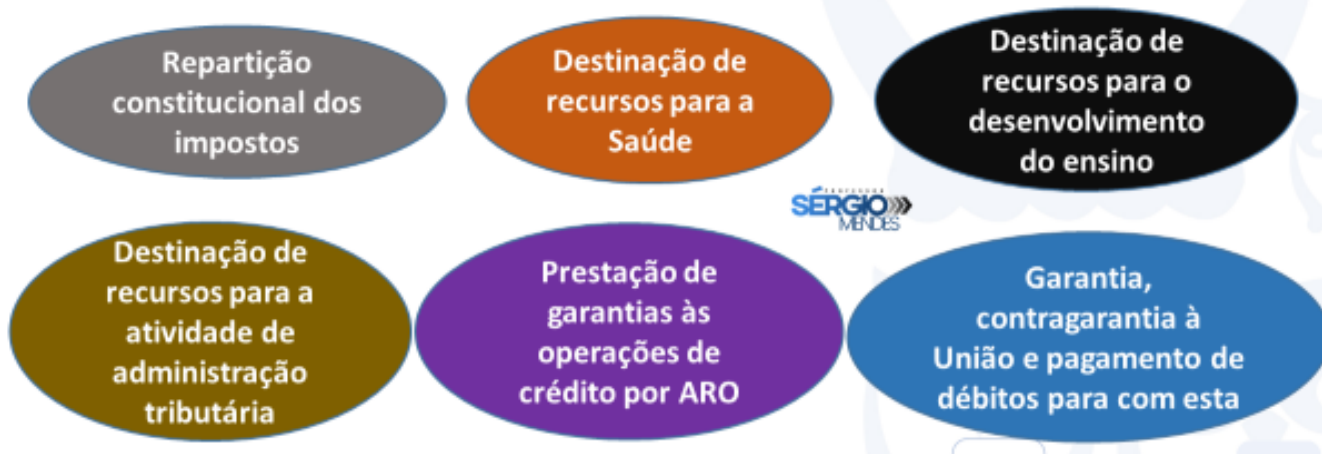 Repartição
constitucional dos
impostos
Destinação de
recursos para a
Saúde
Destinação de
recursos para o
desenvolvimento
do ensino
PROFESSOR
SÉRGIO
MENDES
Destinação de
recursos para a
atividade de
administração
tributária
Prestação de
garantias às
operações de
crédito por ARO
Garantia,
contragarantia à
União e pagamento de
débitos para com esta